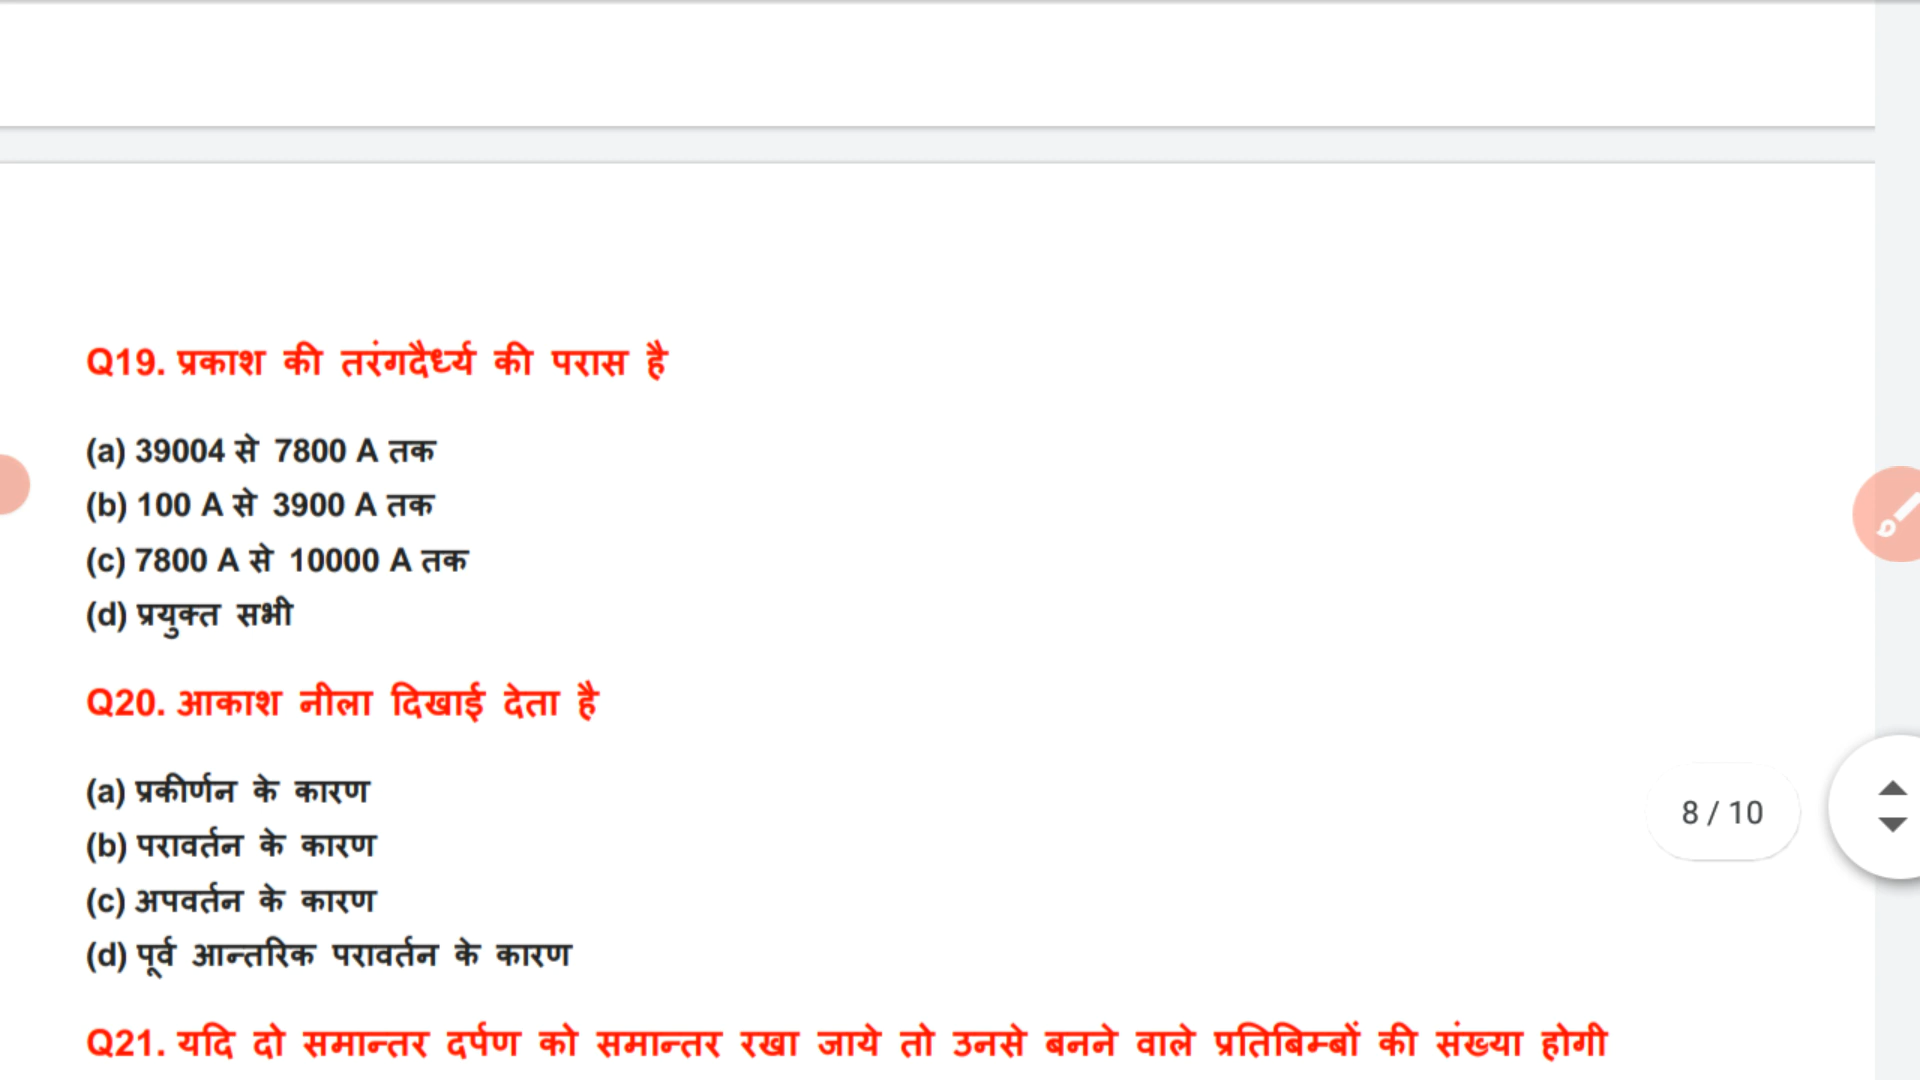 Q19. प्रकाश की तरंगदैर्ध्य की परास है
(a) 39004 से 7800 A तक
(b) 100 A से 3900 A तक
(c) 7800 A से 10000 A तक
(d) प्रयुक्त सभी
Q20. आकाश नीला दिखाई देता है
(a) प्रकीर्णन के कारण
(b) परावर्तन के कारण
(c) अपवर्तन के कारण
8 / 10
(d) पूर्व आन्तरिक परावर्तन के कारण
Q21. यदि दो समान्तर दर्पण को समान्तर रखा जाये तो उनसे बनने वाले प्रतिबिम्बों की संख्या होगी